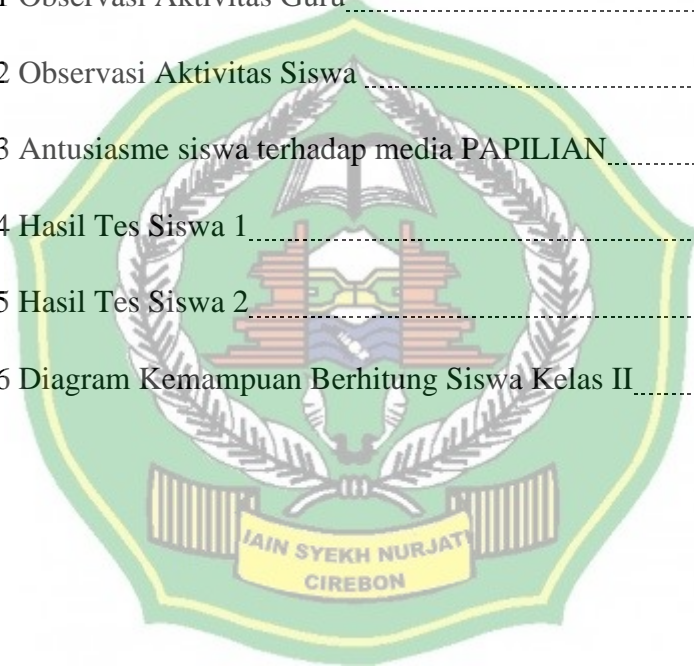 1 Observasi Aktivitas Guru
2 Observasi Aktivitas Siswa
3 Antusiasme siswa terhadap media PAPILIAN
4 Hasil Tes Siswa 1
5 Hasil Tes Siswa 2
6 Diagram Kemampuan Berhitung Siswa Kelas II
IAIN SYEKH NURJATI
CIREBON